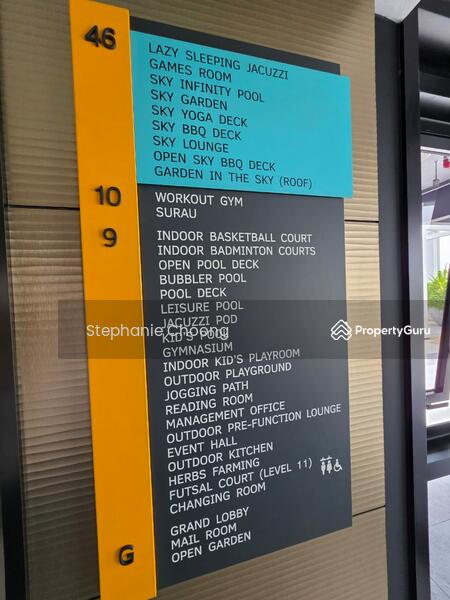 46
LAZY SLEEPING JACUZZI
GAMES ROOM
SKY INFINITY POOL
SKY GARDEN
SKY YOGA DECK
SKY BBQ DECK
SKY LOUNGE
OPEN SKY BBQ DECK
GARDEN IN THE SKY (ROOF)
10
WORKOUT GYM
SURAU
9
INDOOR BASKETBALL COURT
INDOOR BADMINTON COURTS
OPEN POOL DECK
BUBBLER POOL
POOL DECK
LEISURE POOL
JACUZZI POD
KID'S POOL
Stephanie Choong
PropertyGuru
GYMNASIUM
INDOOR KID'S PLAYROOM
OUTDOOR PLAYGROUND
JOGGING PATH
READING ROOM
MANAGEMENT OFFICE
OUTDOOR PRE-FUNCTION LOUNGE
EVENT HALL
OUTDOOR KITCHEN
HERBS FARMING
FUTSAL COURT (LEVEL 11)
CHANGING ROOM
G
GRAND LOBBY
MAIL ROOM
OPEN GARDEN